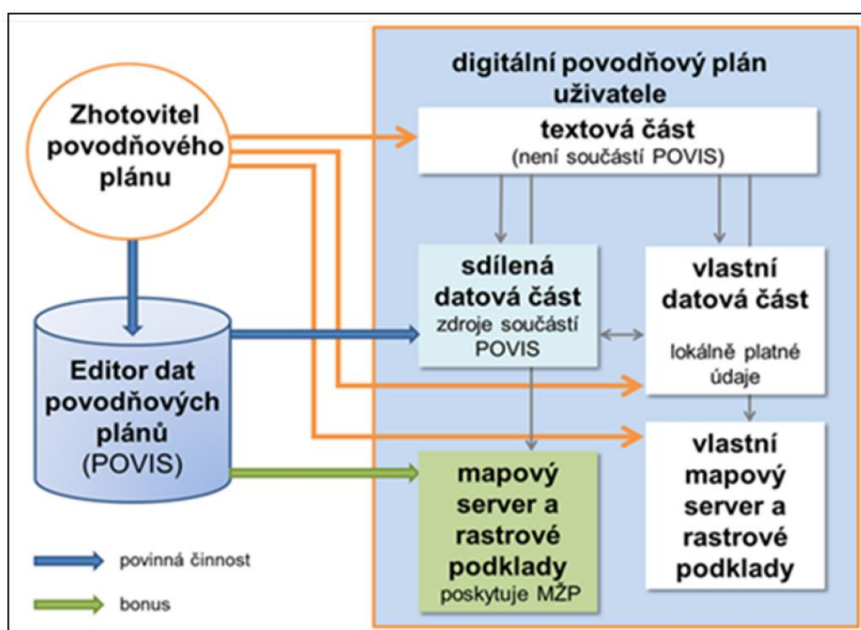 Zhotovitel
povodňového
plánu
digitální povodňový plán
uživatele
textová část
(není součástí POVIS)
sdílená
datová část
zdroje součástí
POVIS
vlastní
datová část
lokálně platné
údaje
Editor dat
povodňových
plánů
(POVIS)
mapový
server a
rastrové
podklady
poskytuje MŽP
vlastní
mapový
server a
rastrové
podklady
povinná činnost
bonus